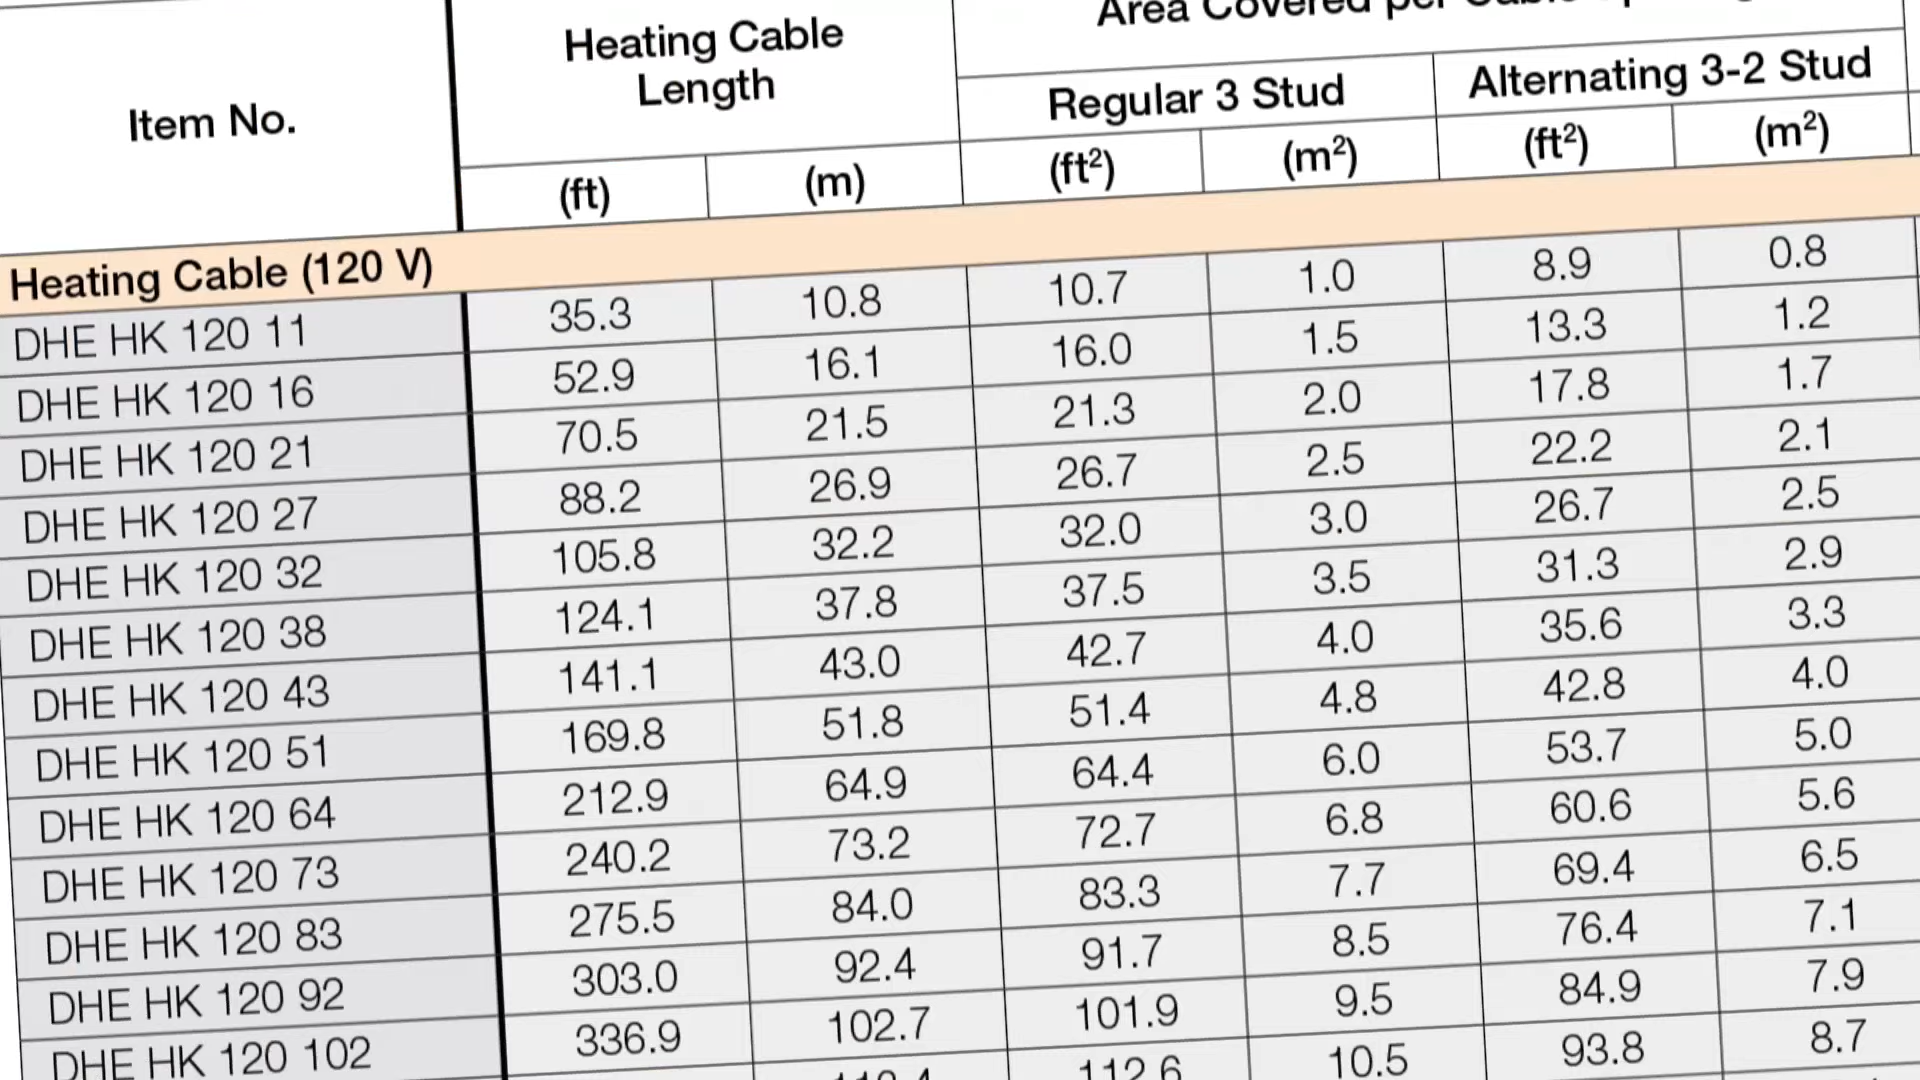 Area Covered per Cable
Item No. Heating Cable Length Regular 3 Stud Alternating 3-2 Stud
(ft) (m) (ft²) (m²) (ft²) (m²)
Heating Cable (120 V)
DHE HK 120 11 35.3 10.8 10.7 1.0 8.9 0.8
DHE HK 120 16 52.9 16.1 16.0 1.5 13.3 1.2
DHE HK 120 21 70.5 21.5 21.3 2.0 17.8 1.7
DHE HK 120 27 88.2 26.9 26.7 2.5 22.2 2.1
DHE HK 120 32 105.8 32.2 32.0 3.0 26.7 2.5
DHE HK 120 38 124.1 37.8 37.5 3.5 31.3 2.9
DHE HK 120 43 141.1 43.0 42.7 4.0 35.6 3.3
DHE HK 120 51 169.8 51.8 51.4 4.8 42.8 4.0
DHE HK 120 64 212.9 64.9 64.4 6.0 53.7 5.0
DHE HK 120 73 240.2 73.2 72.7 6.8 60.6 5.6
DHE HK 120 83 275.5 84.0 83.3 7.7 69.4 6.5
DHE HK 120 92 303.0 92.4 91.7 8.5 76.4 7.1
DHE HK 120 102 336.9 102.7 101.9 9.5 84.9 7.9
112.6 10.5 93.8 8.7